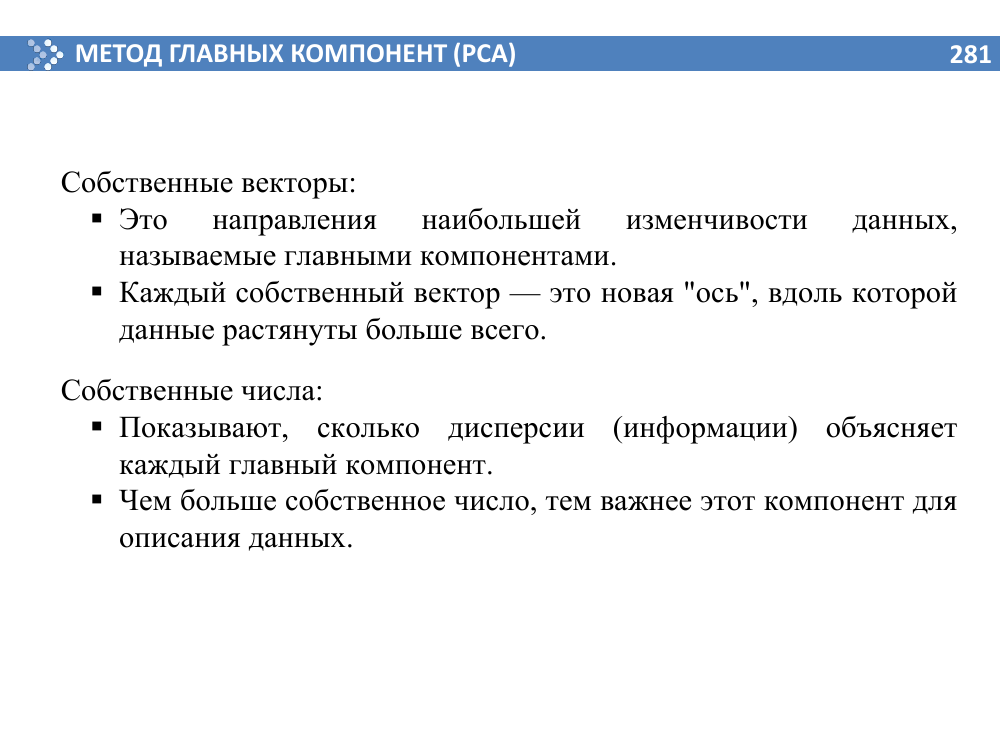 МЕТОД ГЛАВНЫХ КОМПОНЕНТ (PCA)
281
Собственные векторы:
▪ Это направления наибольшей изменчивости данных,
называемые главными компонентами.
▪ Каждый собственный вектор — это новая "ось", вдоль которой
данные растянуты больше всего.
Собственные числа:
▪ Показывают, сколько дисперсии (информации) объясняет
каждый главный компонент.
▪ Чем больше собственное число, тем важнее этот компонент для
описания данных.